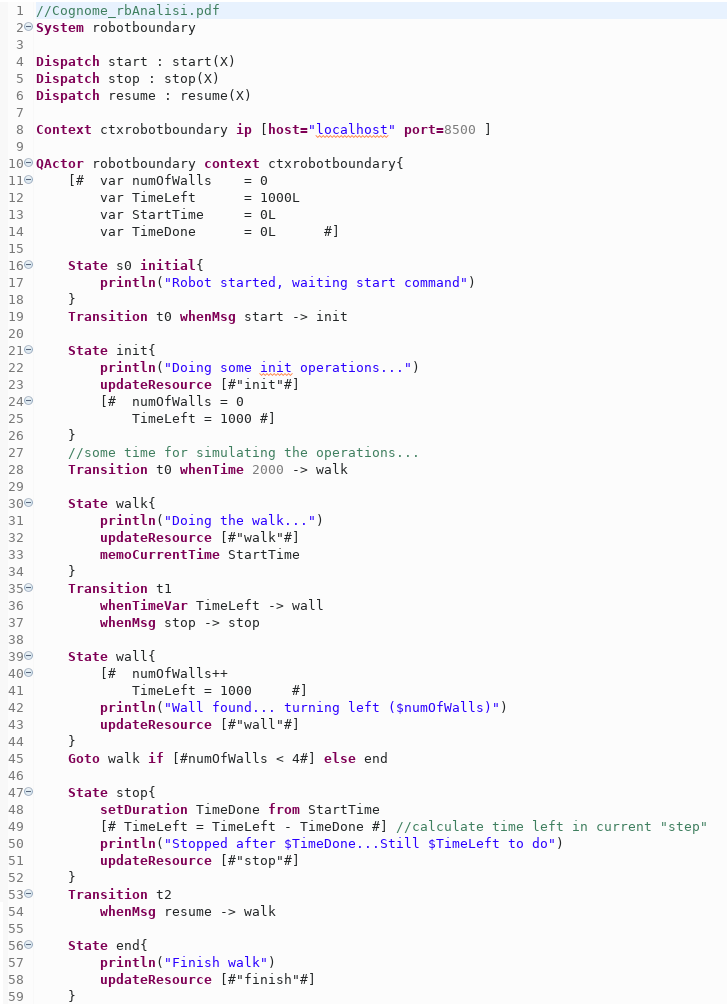 1 //Cognome_rbAnalisi.pdf
2 System robotboundary
3
4 Dispatch start : start(X)
5 Dispatch stop : stop(X)
6 Dispatch resume : resume(X)
7
8 Context ctxrobotboundary ip [host="localhost" port=8500 ]
9
10 QActor robotboundary context ctxrobotboundary{
11     [#  var numOfWalls    = 0
12         var TimeLeft      = 1000L
13         var StartTime     = 0L
14         var TimeDone      = 0L      #]
15
16     State s0 initial{
17         println("Robot started, waiting start command")
18     }
19     Transition t0 whenMsg start -> init
20
21     State init{
22         println("Doing some init operations...")
23         updateResource [#"init"#]
24         [#  numOfWalls = 0
25             TimeLeft = 1000 #]
26     }
27     //some time for simulating the operations...
28     Transition t0 whenTime 2000 -> walk
29
30     State walk{
31         println("Doing the walk...")
32         updateResource [#"walk"#]
33         memoCurrentTime StartTime
34     }
35     Transition t1
36         whenTimeVar TimeLeft -> wall
37         whenMsg stop -> stop
38
39     State wall{
40         [#  numOfWalls++
41             TimeLeft = 1000     #]
42         println("Wall found... turning left ($numOfWalls)")
43         updateResource [#"wall"#]
44     }
45     Goto walk if [#numOfWalls < 4#] else end
46
47     State stop{
48         setDuration TimeDone from StartTime
49         [# TimeLeft = TimeLeft - TimeDone #] //calculate time left in current "step"
50         println("Stopped after $TimeDone...Still $TimeLeft to do")
51         updateResource [#"stop"#]
52     }
53     Transition t2
54         whenMsg resume -> walk
55
56     State end{
57         println("Finish walk")
58         updateResource [#"finish"#]
59     }